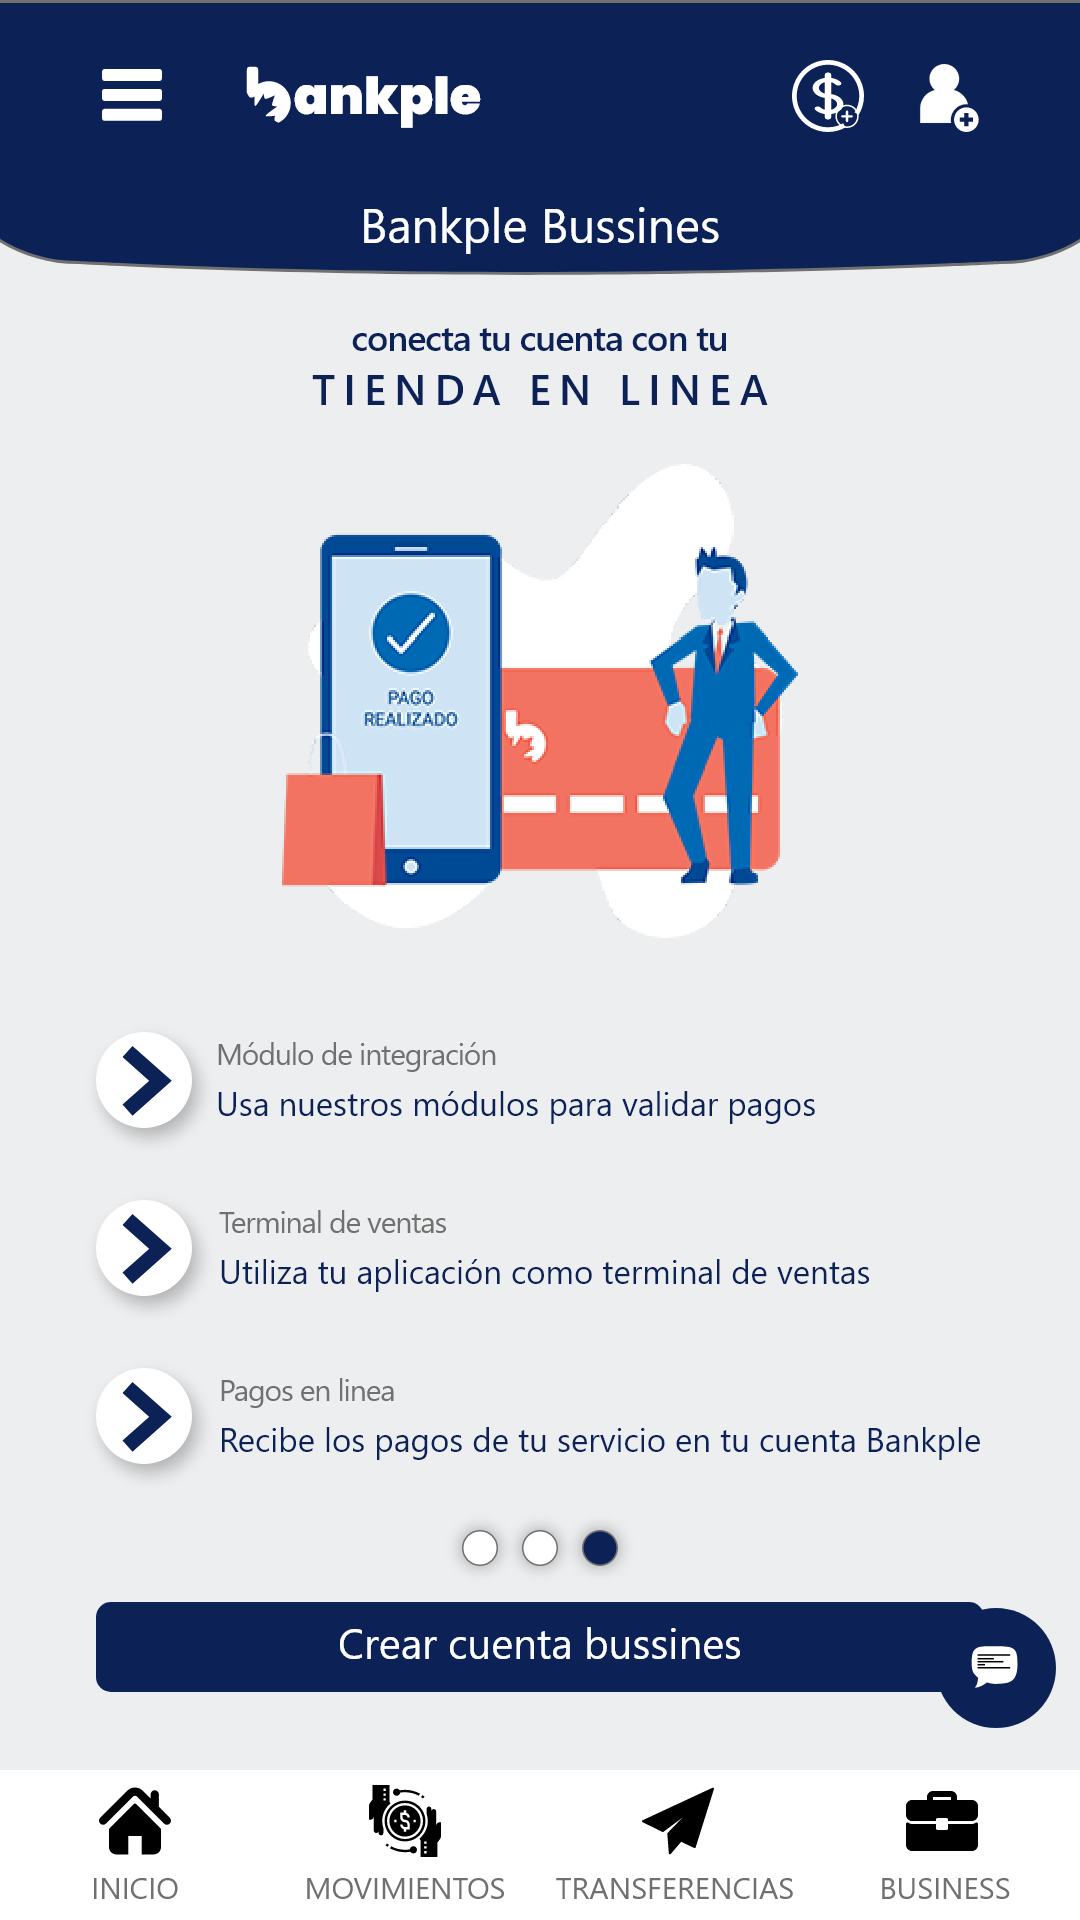 bankple
Bankple Bussines
conecta tu cuenta con tu
TIENDA EN LINEA
PAGO
REALIZADO
Módulo de integración
Usa nuestros módulos para validar pagos
Terminal de ventas
Utiliza tu aplicación como terminal de ventas
Pagos en linea
Recibe los pagos de tu servicio en tu cuenta Bankple
Crear cuenta bussines
INICIO
MOVIMIENTOS
TRANSFERENCIAS
BUSINESS